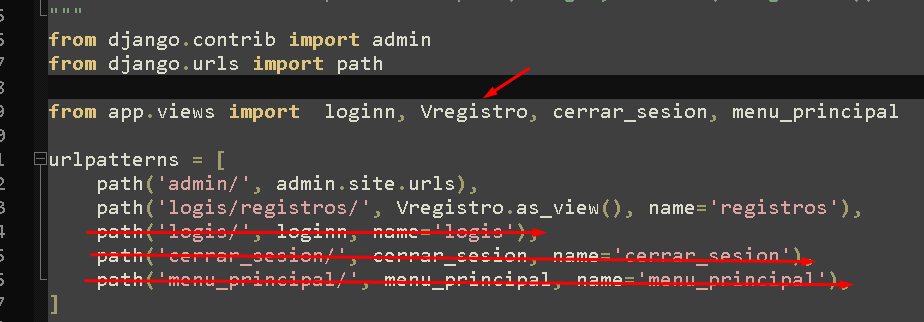 """
from django.contrib import admin
from django.urls import path
from app.views import  loginn, Vregistro, cerrar_sesion, menu_principal
urlpatterns = [
    path('admin/', admin.site.urls),
    path('logis/registros/', Vregistro.as_view(), name='registros'),
    path('logis/', loginn, name='logis'),
    path('cerrar_sesion/', cerrar_sesion, name='cerrar_sesion'),
    path('menu_principal/', menu_principal, name='menu_principal'),
]